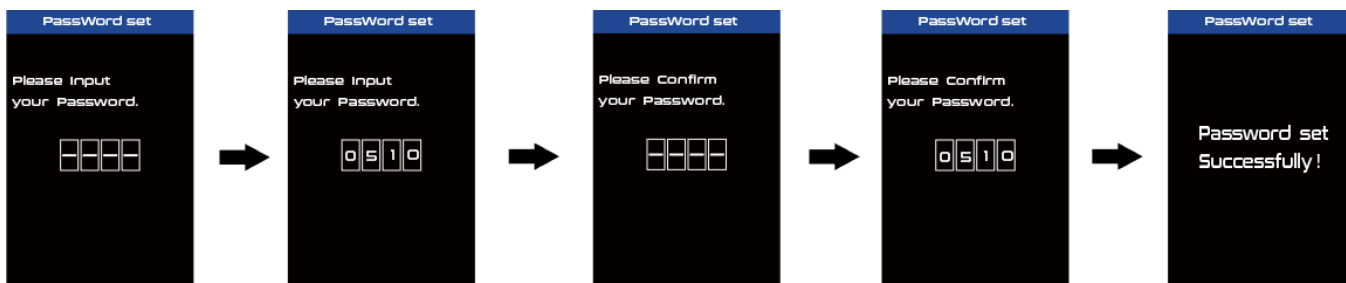 PassWord set
Please Input
your Password.
----
PassWord set
Please Input
your Password.
0510
PassWord set
Please Confirm
your Password.
----
PassWord set
Please Confirm
your Password.
0510
PassWord set
Password set
Successfully!